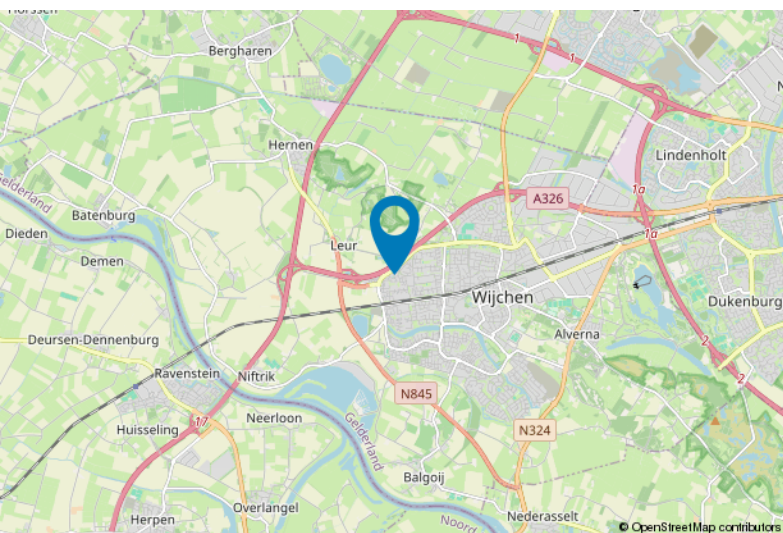 Horssen
Bergharen
1
1
Hernen
Lindenholt
1a
A326
Gelderland
Batenburg
Dieden
Leur
1a
Demen
Wijchen
Dukenburg
Deursen-Dennenburg
Alverna
2
Ravenstein
Niftrik
2
N845
17
Neerloon
Gelderland
Huisseling
N324
Balgoij
Overlangel
Herpen
Nederasselt
Noord
© OpenStreetMap contributors